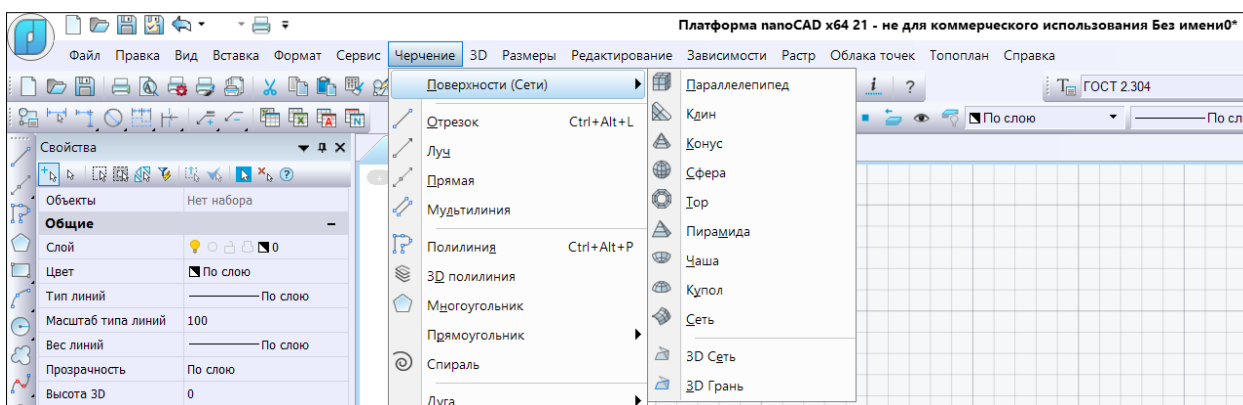 Платформа nanoCAD x64 21 - не для коммерческого использования Без имени0*
Файл Правка Вид Вставка Формат Сервис Черчение 3D Размеры Редактирование Зависимости Растр Облака точек Топоплан Справка
ГОСТ 2.304
По слою
Свойства
Объекты Нет набора
Общие
Слой 0
Цвет По слою
Тип линий По слою
Масштаб типа линий 100
Вес линий По слою
Прозрачность По слою
Высота 3D 0
Поверхности (Сети)
Отрезок Ctrl+Alt+L
Луч
Прямая
Мультилиния
Полилиния Ctrl+Alt+P
3D полилиния
Многоугольник
Прямоугольник
Спираль
Дуга
Параллелепипед
Клин
Конус
Сфера
Тор
Пирамида
Чаша
Купол
Сеть
3D Сеть
3D Грань